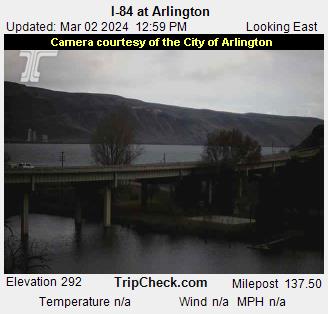 I-84 at Arlington
Updated: Mar 02 2024 12:59 PM Looking East
Camera courtesy of the City of Arlington
Elevation 292 TripCheck.com Milepost 137.50
Temperature n/a Wind n/a MPH n/a